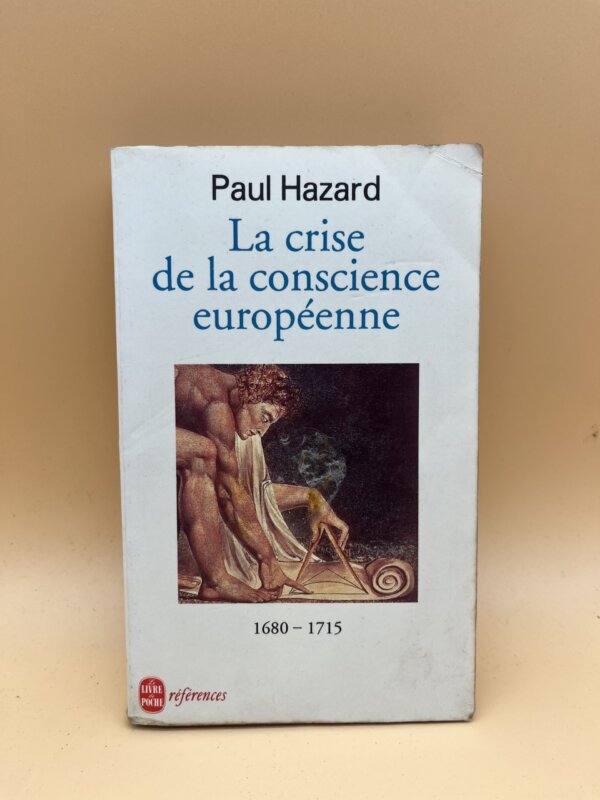 Paul Hazard
La crise
de la conscience
européenne
1680 – 1715
Le
LIVRE
de
POCHE
références